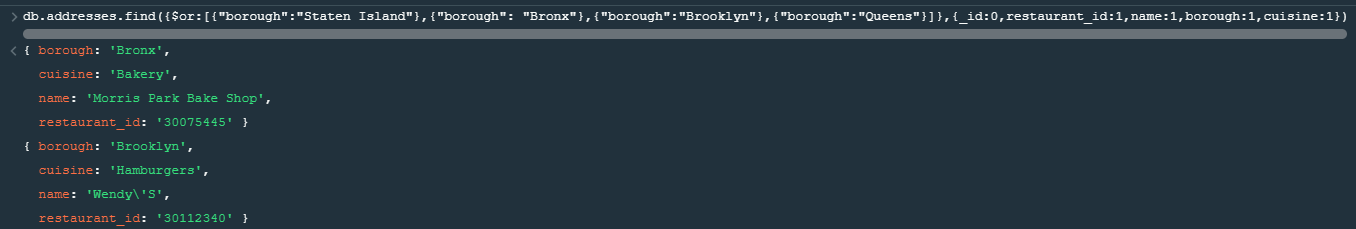 > db.addresses.find({$or:[{"borough":"Staten Island"},{"borough": "Bronx"},{"borough":"Brooklyn"},{"borough":"Queens"}]},{_id:0,restaurant_id:1,name:1,borough:1,cuisine:1})
< { borough: 'Bronx',
cuisine: 'Bakery',
name: 'Morris Park Bake Shop',
restaurant_id: '30075445' }
{ borough: 'Brooklyn',
cuisine: 'Hamburgers',
name: 'Wendy\'S',
restaurant_id: '30112340' }